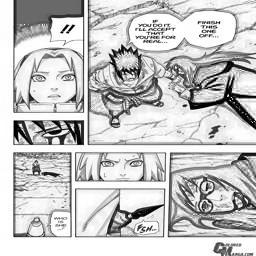 !!
FINISH
THIS
ONE
OFF...
IF
YOU DO IT,
I'LL ACCEPT
THAT
YOU'RE FOR
REAL...
WHO
IS
SHE
FSH..
COLORED
MANGA.COM